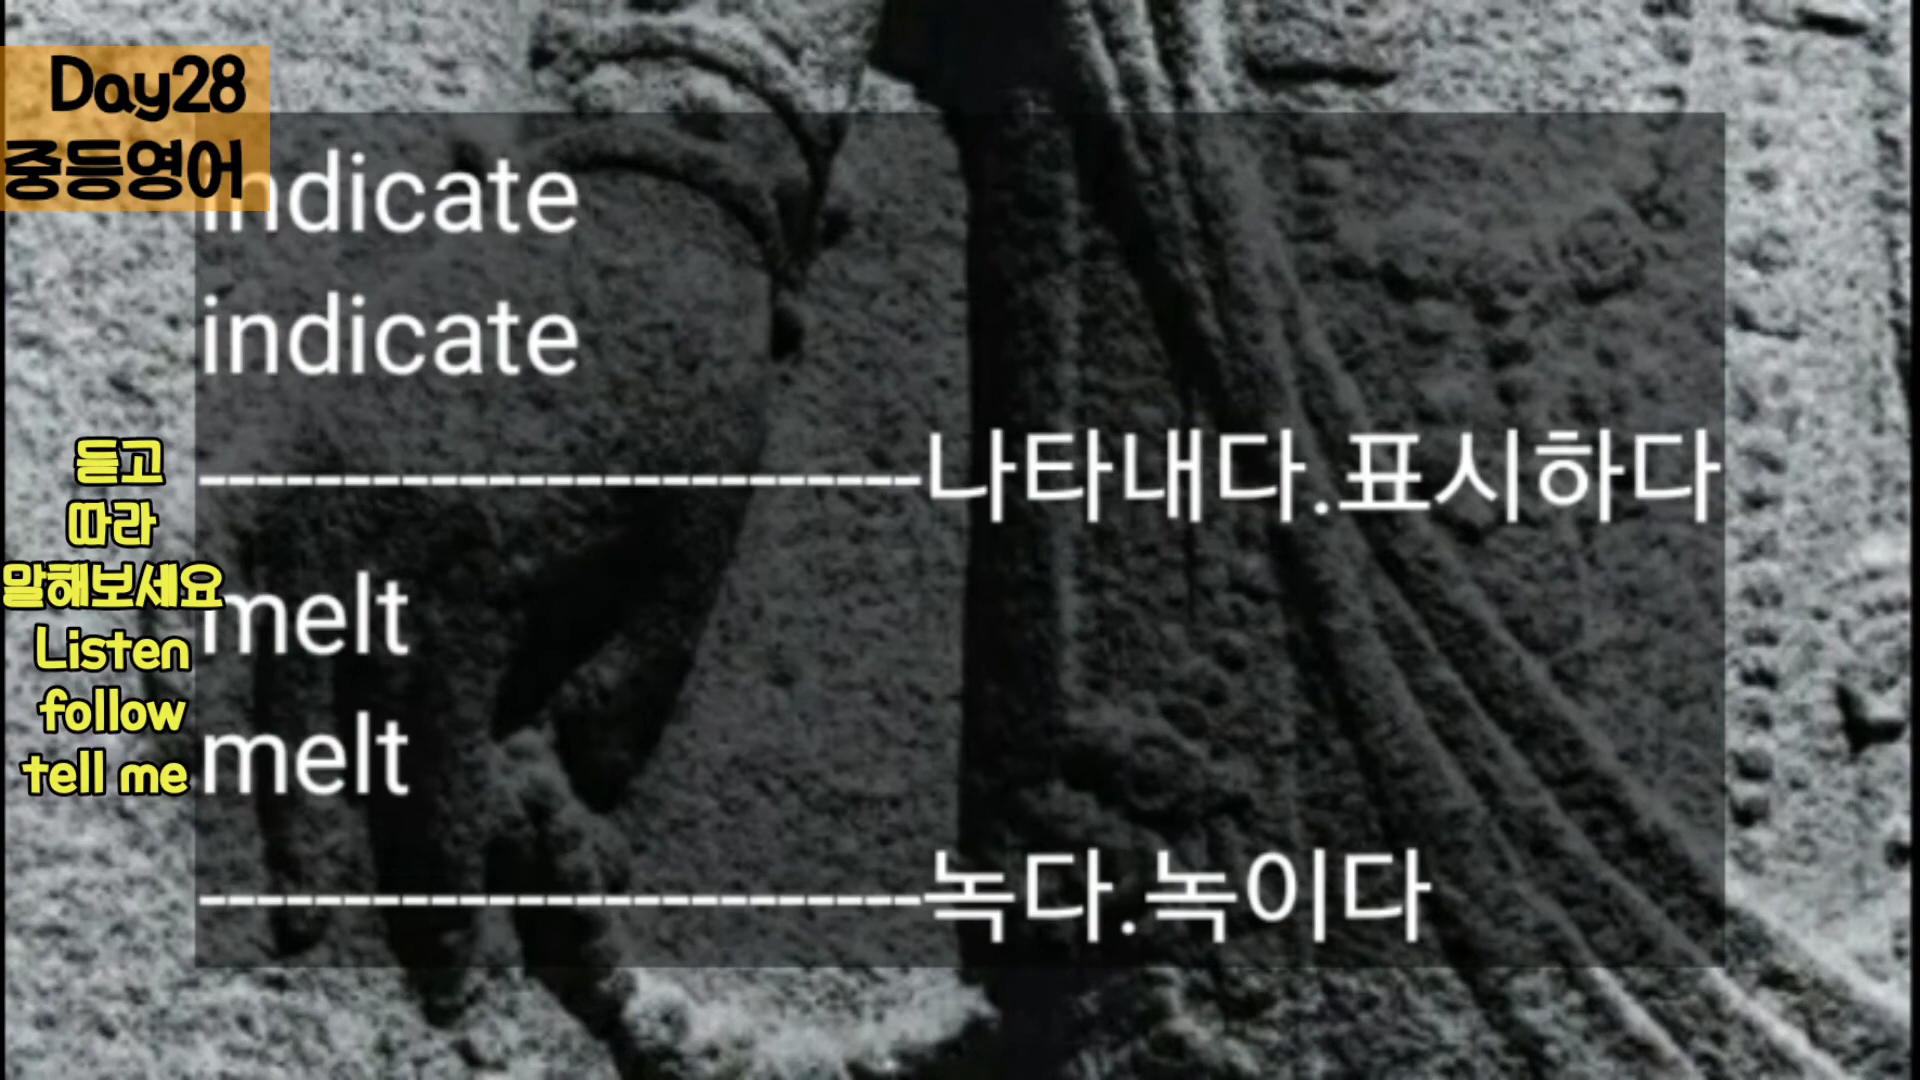 Day28
중등영어
indicate
indicate
-------------------------나타내다.표시하다
melt
melt
-------------------------녹다.녹이다
듣고
따라
말해보세요
Listen
follow
tell me